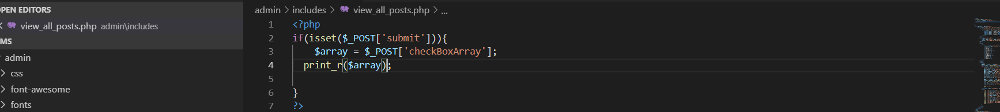 OPEN EDITORS
view_all_posts.php admin\includes
MS
admin
css
font-awesome
fonts
admin > includes > view_all_posts.php > ...
1 <?php
2 if(isset($_POST['submit'])){
3 $array = $_POST['checkBoxArray'];
4 print_r($array);
5
6 }
7 ?>